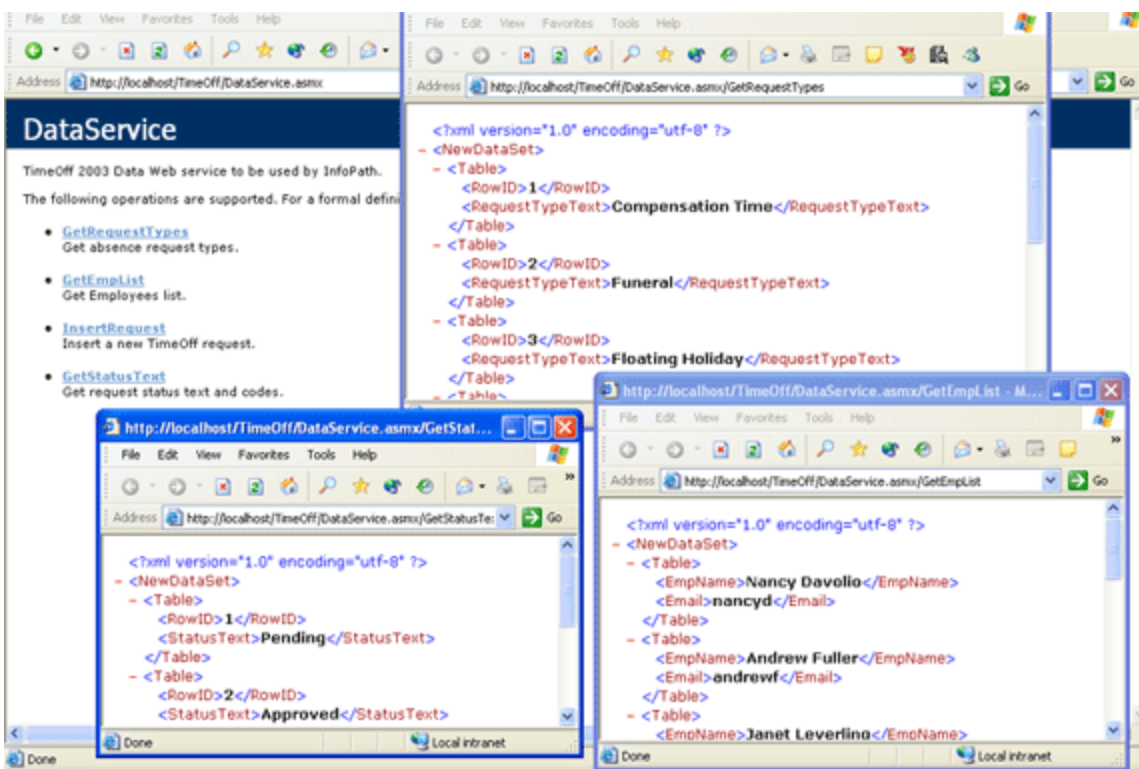 File Edit View Favorites Tools Help
Address http://localhost/TimeOff/DataService.asmx
DataService
TimeOff 2003 Data Web service to be used by InfoPath.
The following operations are supported. For a formal defini
GetRequestTypes
Get absence request types.
GetEmpList
Get Employees list.
InsertRequest
Insert a new TimeOff request.
GetStatusText
Get request status text and codes.
Done
File Edit View Favorites Tools Help
Address http://localhost/TimeOff/DataService.asmx/GetRequestTypes Go
Go
<?xml version="1.0" encoding="utf-8" ?>
- <NewDataSet>
- <Table>
<RowID>1</RowID>
<RequestTypeText>Compensation Time</RequestTypeText>
</Table>
- <Table>
<RowID>2</RowID>
<RequestTypeText>Funeral</RequestTypeText>
</Table>
- <Table>
<RowID>3</RowID>
<RequestTypeText>Floating Holiday</RequestTypeText>
</Table>
- <Table>
http://localhost/TimeOff/DataService.asmx/GetStat...
File Edit View Favorites Tools Help
Address http://localhost/TimeOff/DataService.asmx/GetStatusTe: Go
<?xml version="1.0" encoding="utf-8" ?>
- <NewDataSet>
- <Table>
<RowID>1</RowID>
<StatusText>Pending</StatusText>
</Table>
- <Table>
<RowID>2</RowID>
<StatusText>Approved</StatusText>
Done Local intranet
http://localhost/TimeOff/DataService.asmx/GetEmpList - M...
File Edit View Favorites Tools Help
Address http://localhost/TimeOff/DataService.asmx/GetEmpList Go
<?xml version="1.0" encoding="utf-8" ?>
- <NewDataSet>
- <Table>
<EmpName>Nancy Davolio</EmpName>
<Email>nancyd</Email>
</Table>
- <Table>
<EmpName>Andrew Fuller</EmpName>
<Email>andrewf</Email>
</Table>
- <Table>
<EmpName>Janet Leverling</EmpName>
Done Local intranet